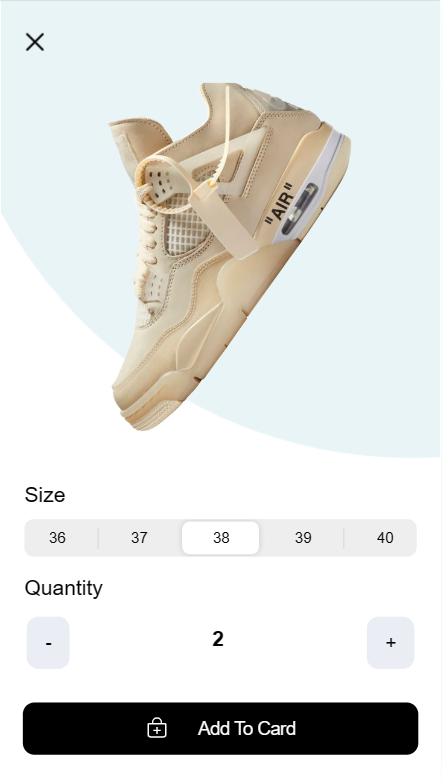 "AIR"
Size
36 37 38 39 40
Quantity
- 2 +
Add To Card